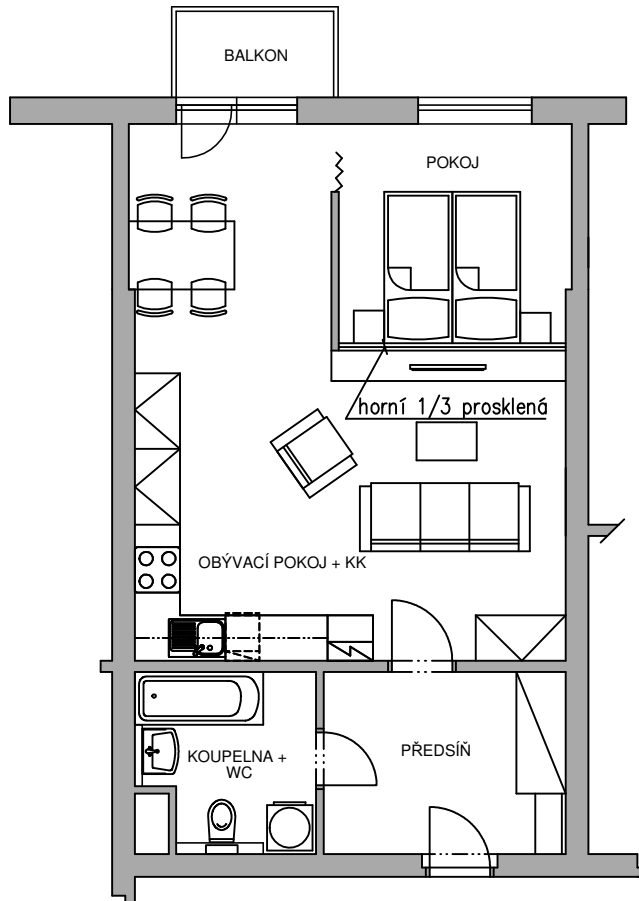 BALKON
POKOJ
horní 1/3 prosklená
OBÝVACÍ POKOJ + KK
KOUPELNA +
WC
PŘEDSÍŇ